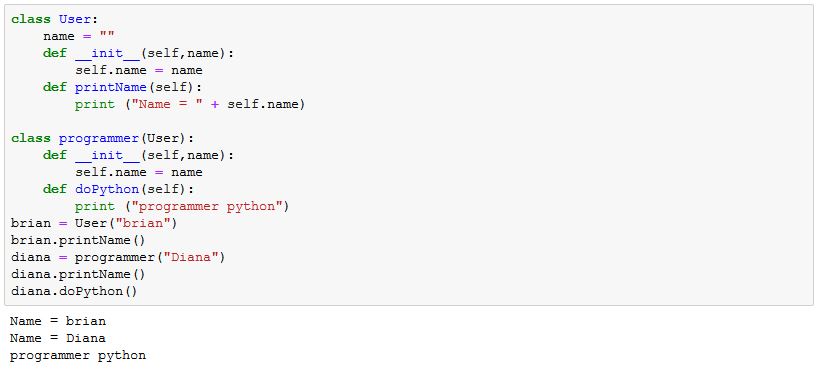 class User:
    name = ""
    def __init__(self,name):
        self.name = name
    def printName(self):
        print ("Name = " + self.name)

class programmer(User):
    def __init__(self,name):
        self.name = name
    def doPython(self):
        print ("programmer python")
brian = User("brian")
brian.printName()
diana = programmer("Diana")
diana.printName()
diana.doPython()
Name = brian
Name = Diana
programmer python